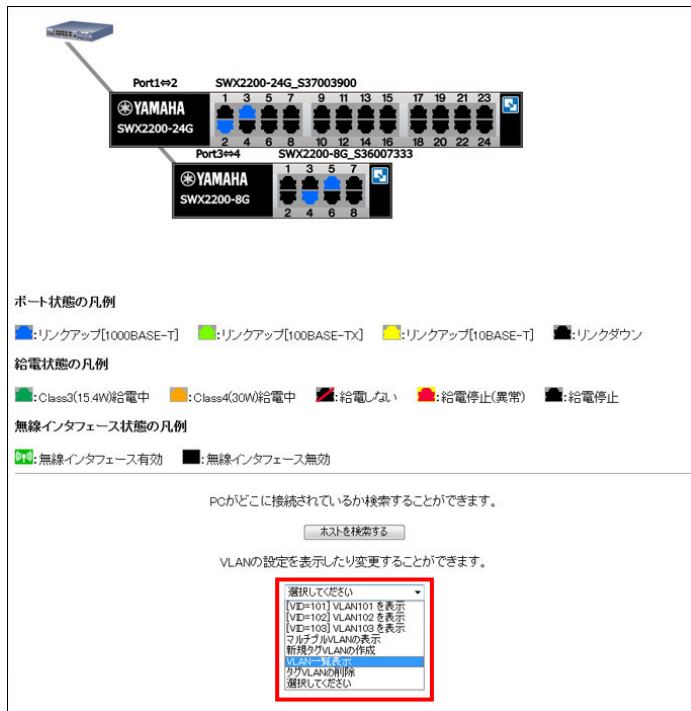 Port1⇔2 SWX2200-24G_S37003900
1 3 5 7 9 11 13 15 17 19 21 23
YAMAHA
SWX2200-24G
2 4 6 8 10 12 14 16 18 20 22 24
Port3⇔4 SWX2200-8G_S36007333
1 3 5 7
YAMAHA
SWX2200-8G
2 4 6 8
ポート状態の凡例
:リンクアップ[1000BASE-T] :リンクアップ[100BASE-TX] :リンクアップ[10BASE-T] :リンクダウン
給電状態の凡例
:Class3(15.4W)給電中 :Class4(30W)給電中 :給電しない :給電停止(異常) :給電停止
無線インタフェース状態の凡例
:無線インタフェース有効 :無線インタフェース無効
PCがどこに接続されているか検索することができます。
ホストを検索する
VLANの設定を表示したり変更することができます。
選択してください
[VID=101] VLAN101 を表示
[VID=102] VLAN102 を表示
[VID=103] VLAN103 を表示
マルチプルVLANの表示
新規タグVLANの作成
VLAN一覧表示
タグVLANの削除
選択してください